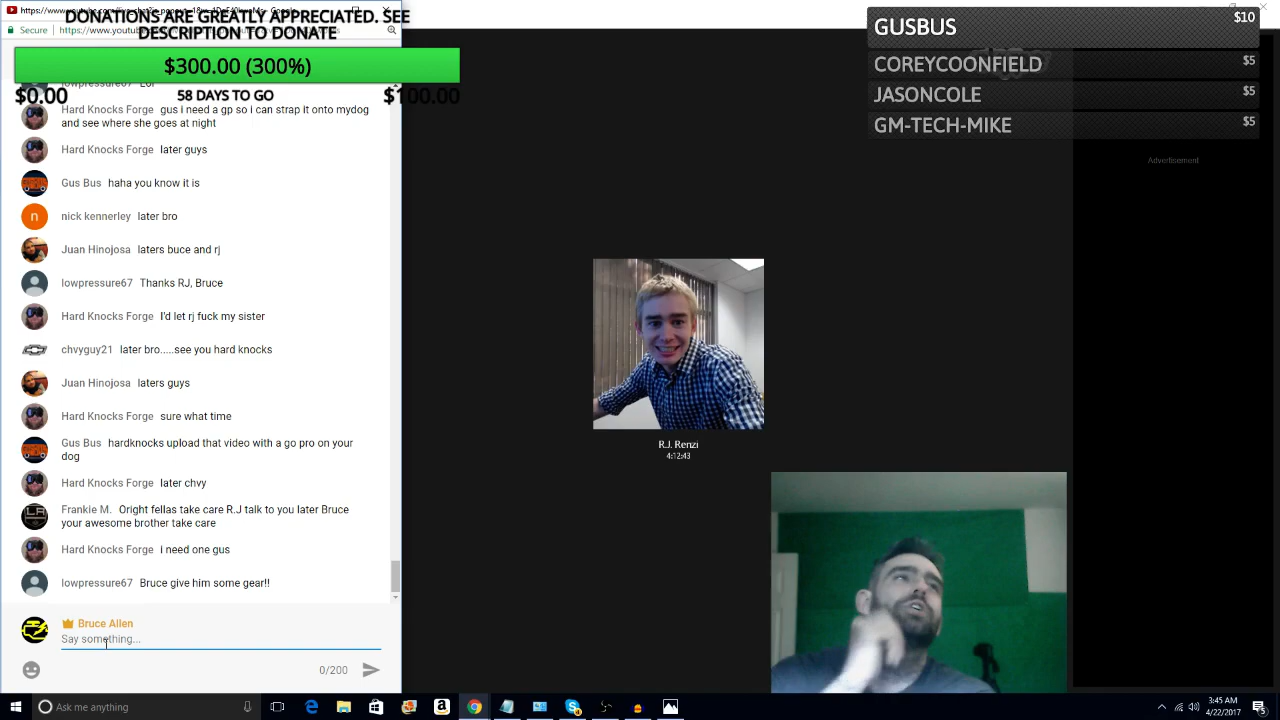 DONATIONS ARE GREATLY APPRECIATED. SEE
DESCRIPTION TO DONATE
Secure
$300.00 (300%)
$0.00
58 DAYS TO GO
$100.00
GUSBUS $10
COREYCOONFIELD $5
JASONCOLE $5
GM-TECH-MIKE $5
Advertisement
lowpressure67 Lol
Hard Knocks Forge gus i need a gp so i can strap it onto mydog
and see where she goes at night
Hard Knocks Forge later guys
Gus Bus haha you know it is
nick kennerley later bro
Juan Hinojosa laters buce and rj
lowpressure67 Thanks RJ, Bruce
Hard Knocks Forge I'd let rj fuck my sister
chvyguy21 later bro.....see you hard knocks
Juan Hinojosa laters guys
Hard Knocks Forge sure what time
Gus Bus hardknocks upload that video with a go pro on your
dog
Hard Knocks Forge later chvy
Frankie M. Oright fellas take care R.J talk to you later Bruce
your awesome brother take care
Hard Knocks Forge i need one gus
lowpressure67 Bruce give him some gear!!
Bruce Allen
Say something...
0/200
R.J. Renzi
4:12:43
Ask me anything
3:45 AM
4/22/2017